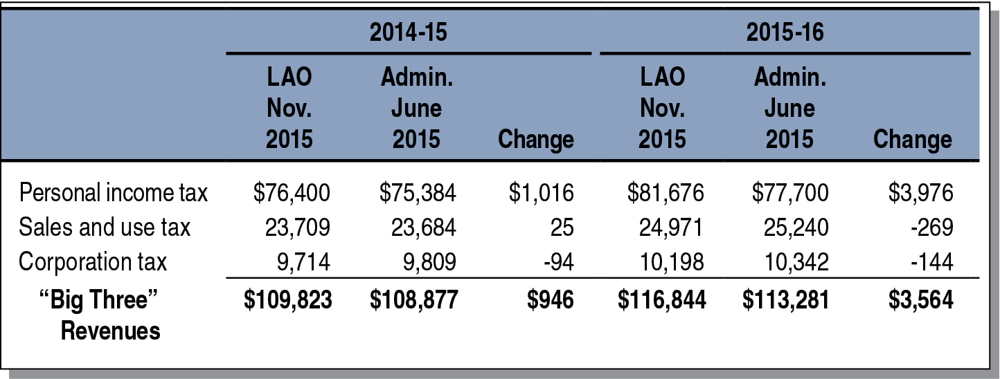 2014-15 2015-16
LAO Admin. LAO Admin.
Nov. June Nov. June
2015 2015 Change 2015 2015 Change
Personal income tax $76,400 $75,384 $1,016 $81,676 $77,700 $3,976
Sales and use tax 23,709 23,684 25 24,971 25,240 -269
Corporation tax 9,714 9,809 -94 10,198 10,342 -144
“Big Three” $109,823 $108,877 $946 $116,844 $113,281 $3,564
Revenues